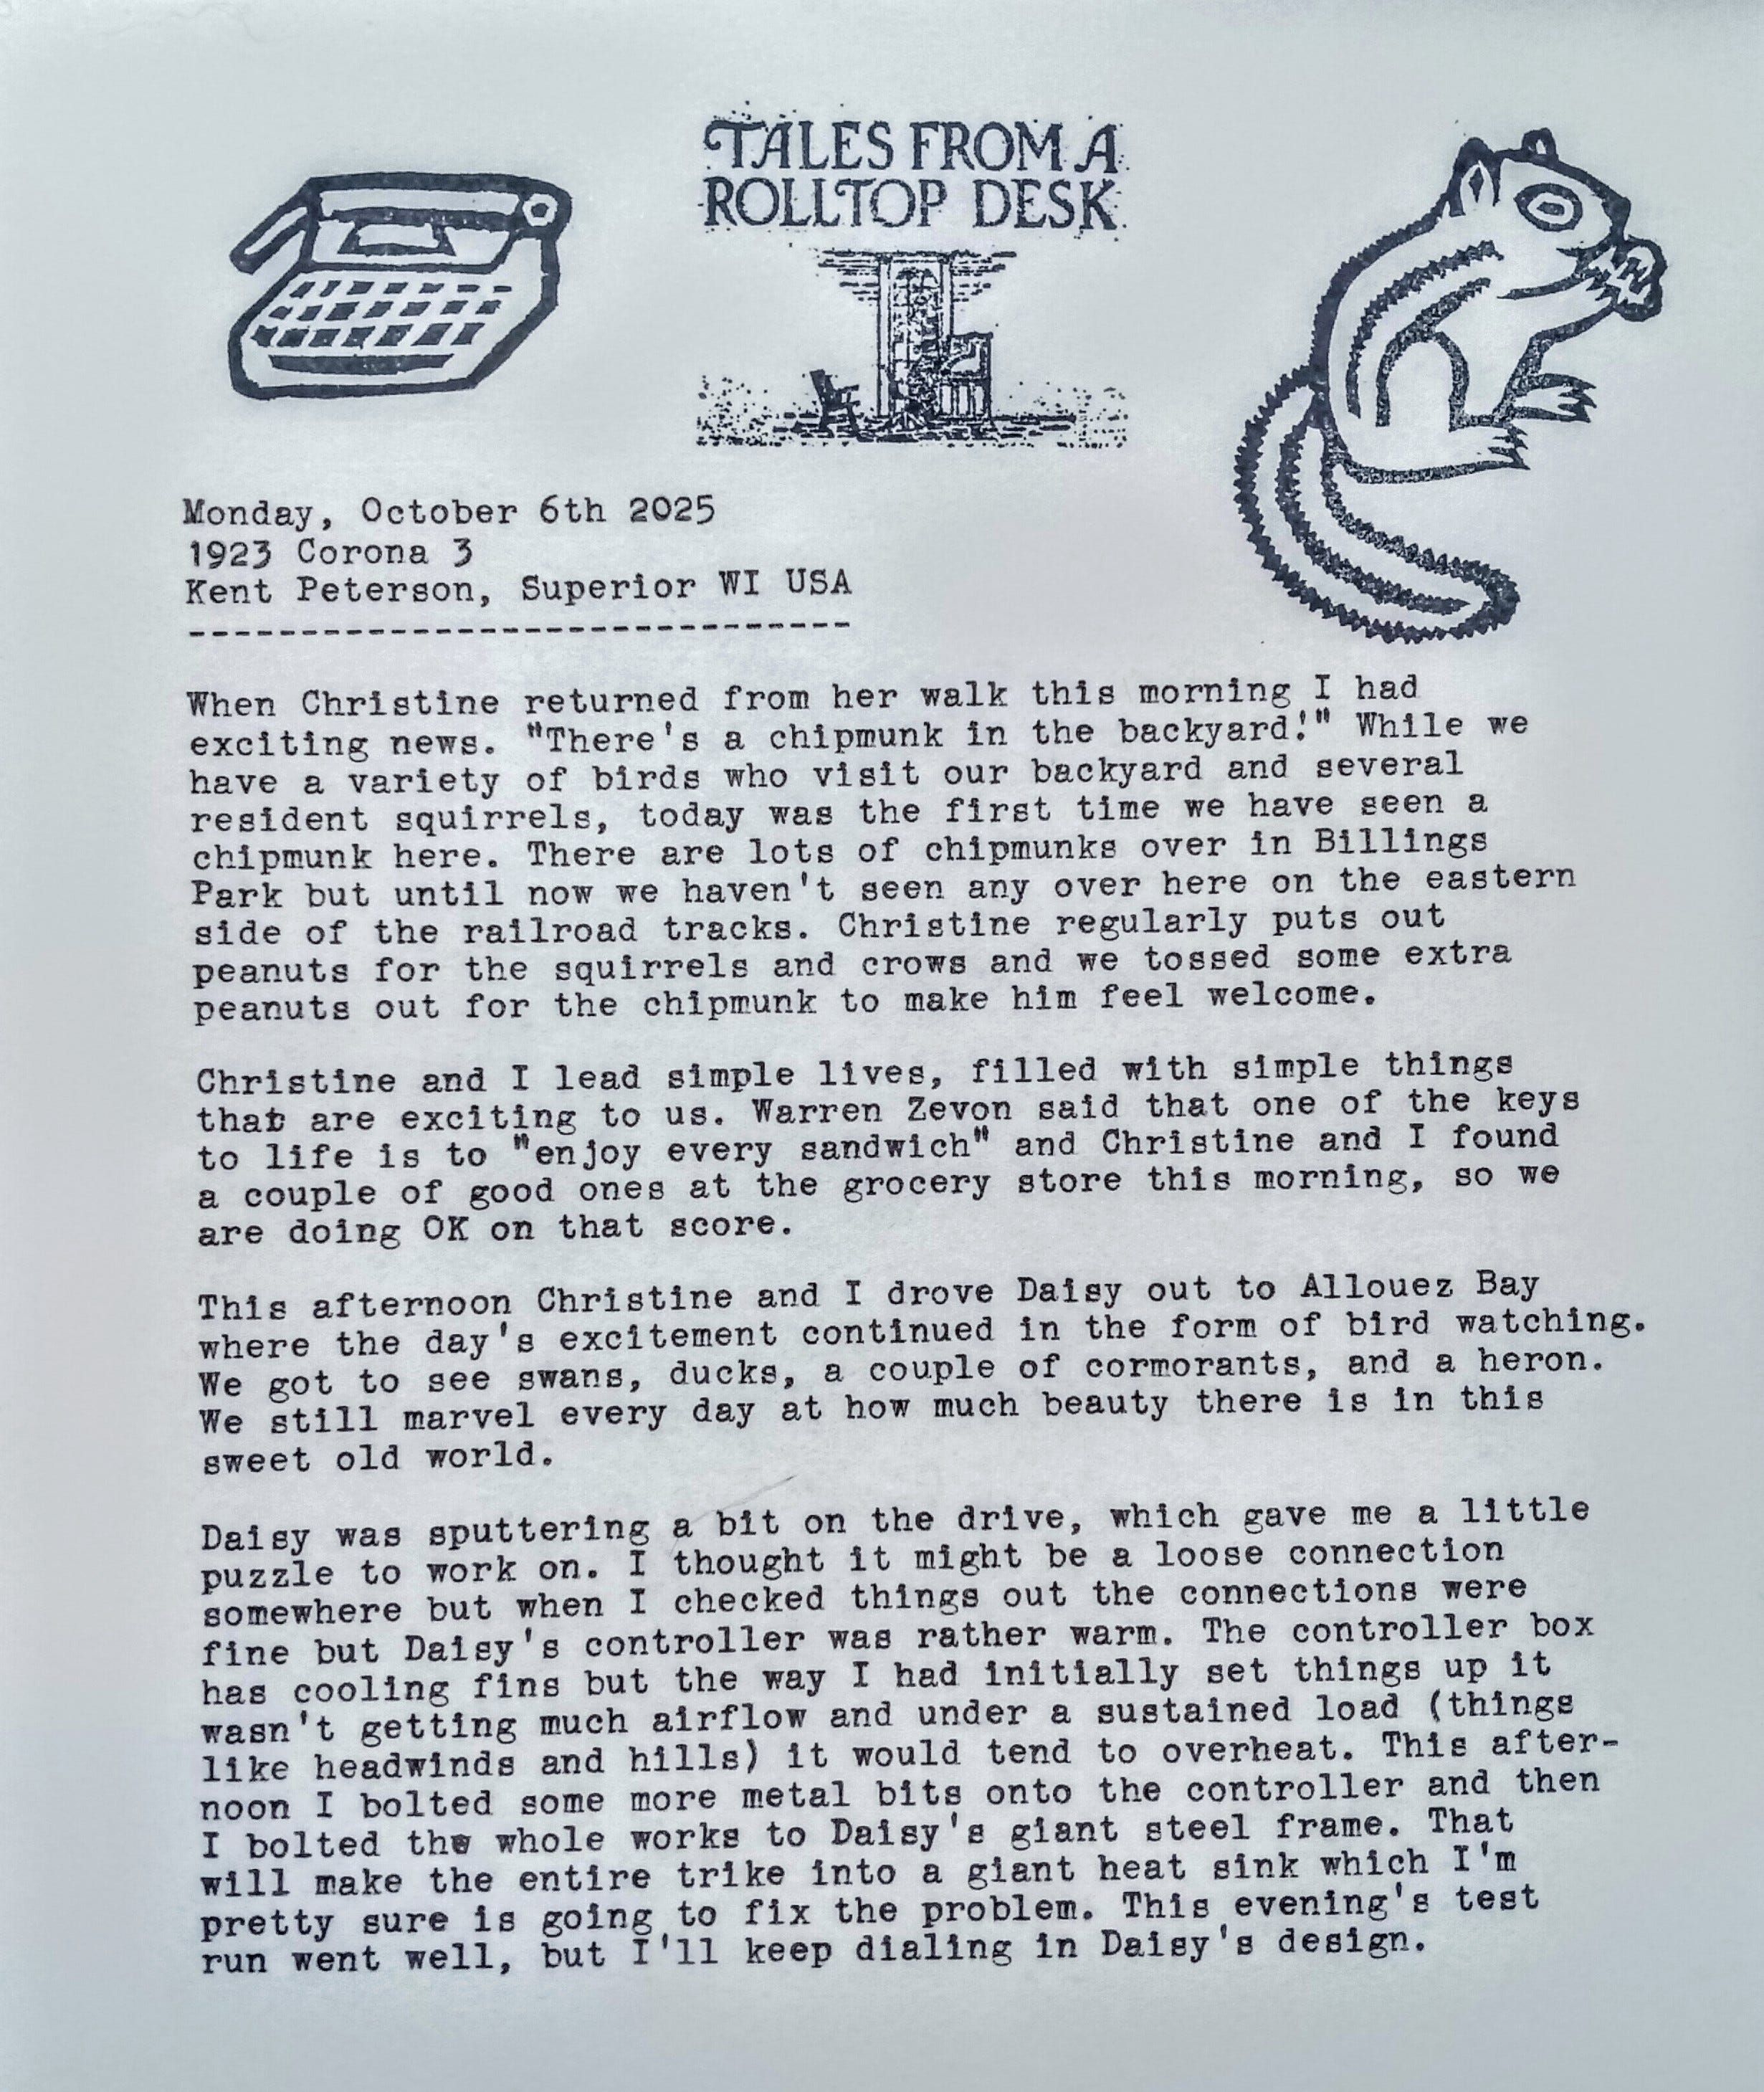 TALES FROM A
ROLLTOP DESK
Monday, October 6th 2025
1923 Corona 3
Kent Peterson, Superior WI USA
------------------------------
When Christine returned from her walk this morning I had
exciting news. "There's a chipmunk in the backyard!" While we
have a variety of birds who visit our backyard and several
resident squirrels, today was the first time we have seen a
chipmunk here. There are lots of chipmunks over in Billings
Park but until now we haven't seen any over here on the eastern
side of the railroad tracks. Christine regularly puts out
peanuts for the squirrels and crows and we tossed some extra
peanuts out for the chipmunk to make him feel welcome.
Christine and I lead simple lives, filled with simple things
that are exciting to us. Warren Zevon said that one of the keys
to life is to "enjoy every sandwich" and Christine and I found
a couple of good ones at the grocery store this morning, so we
are doing OK on that score.
This afternoon Christine and I drove Daisy out to Allouez Bay
where the day's excitement continued in the form of bird watching.
We got to see swans, ducks, a couple of cormorants, and a heron.
We still marvel every day at how much beauty there is in this
sweet old world.
Daisy was sputtering a bit on the drive, which gave me a little
puzzle to work on. I thought it might be a loose connection
somewhere but when I checked things out the connections were
fine but Daisy's controller was rather warm. The controller box
has cooling fins but the way I had initially set things up it
wasn't getting much airflow and under a sustained load (things
like headwinds and hills) it would tend to overheat. This after-
noon I bolted some more metal bits onto the controller and then
I bolted the whole works to Daisy's giant steel frame. That
will make the entire trike into a giant heat sink which I'm
pretty sure is going to fix the problem. This evening's test
run went well, but I'll keep dialing in Daisy's design.